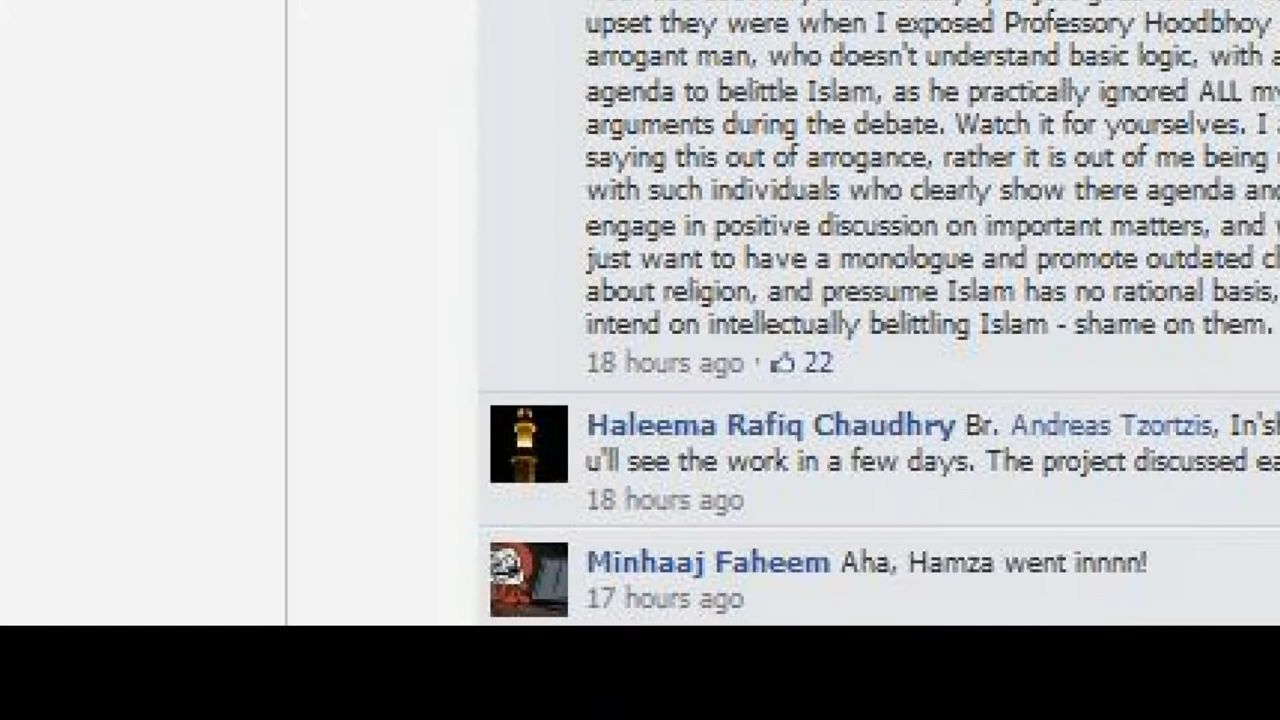 upset they were when I exposed Professory Hoodbhoy
arrogant man, who doesn't understand basic logic, with
agenda to belittle Islam, as he practically ignored ALL
arguments during the debate. Watch it for yourselves. I
saying this out of arrogance, rather it is out of me being
with such individuals who clearly show there agenda
engage in positive discussion on important matters, and
just want to have a monologue and promote outdated
about religion, and pressume Islam has no rational basis,
intend on intellectually belittling Islam - shame on them.
18 hours ago · 22
Haleema Rafiq Chaudhry Br. Andreas Tzortzis,
u'll see the work in a few days. The project discussed
18 hours ago
Minhaaj Faheem Aha, Hamza went innnn!
17 hours ago